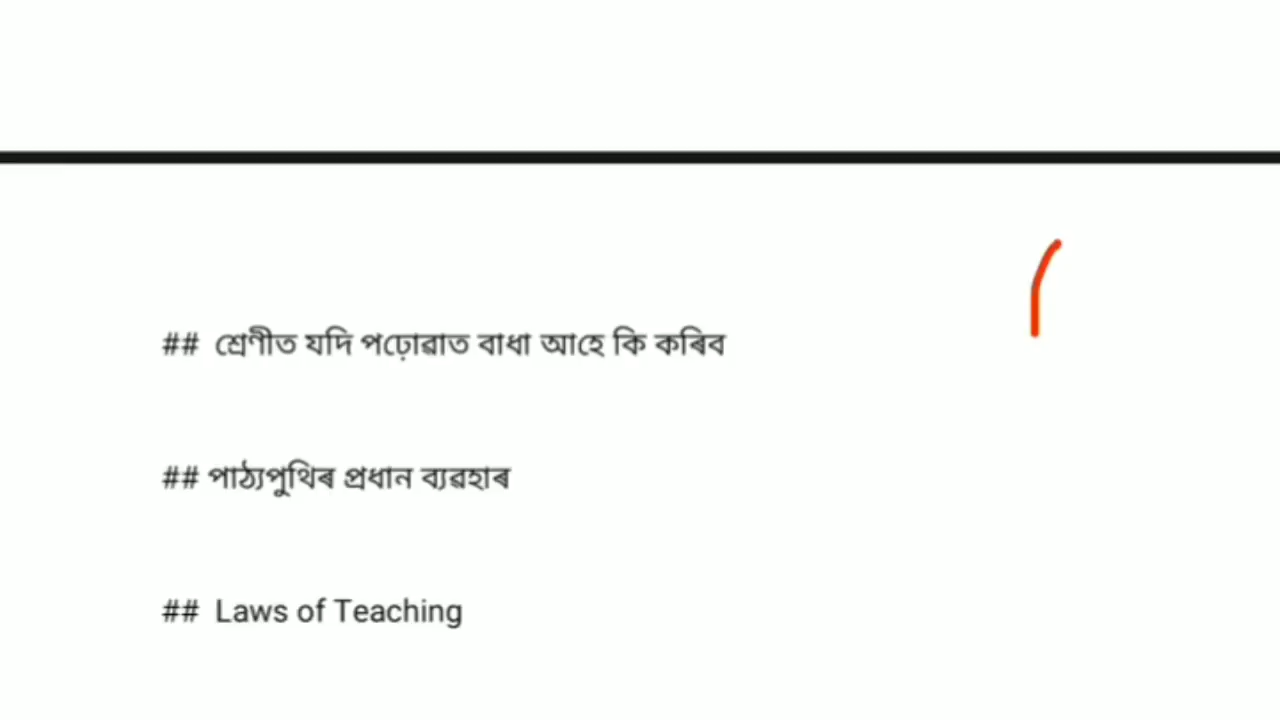 ## শ্ৰেণীত যদি পঢ়োৱাত বাধা আহে কি কৰিব
## পাঠ্যপুথিৰ প্ৰধান ব্যৱহাৰ
## Laws of Teaching